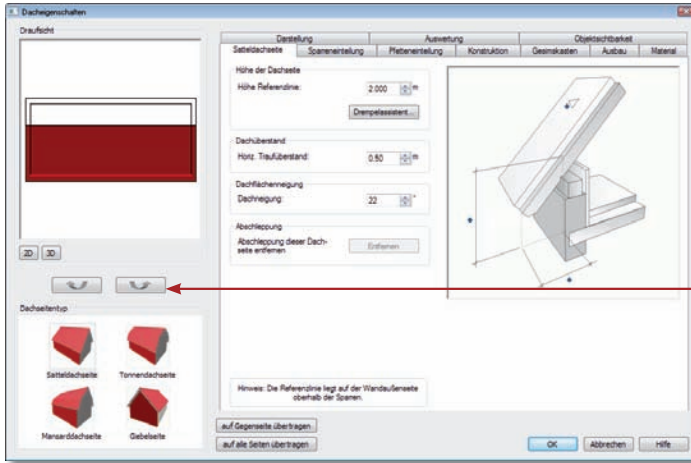 Dacheigenschaften
Draufsicht
2D 3D
Dachseitentyp
Satteldachseite Tonnendachseite
Mansarddachseite Giebelseite
Darstellung Auswertung Objektsichtbarkeit
Satteldachseite Sparreneinteilung Pfetteneinteilung Konstruktion Gesimskasten Ausbau Material
Höhe der Dachseite
Höhe Referenzlinie: 2.000 m
Drempelassistent...
Dachüberstand
Horiz. Traufüberstand: 0.50 m
Dachflächenneigung
Dachneigung: 22 °
Abschleppung
Abschleppung dieser Dach-
seite entfernen
Entfernen
Hinweis: Die Referenzlinie liegt auf der Wandaußenseite
oberhalb der Sparren.
auf Gegenseite übertragen
auf alle Seiten übertragen
OK Abbrechen Hilfe